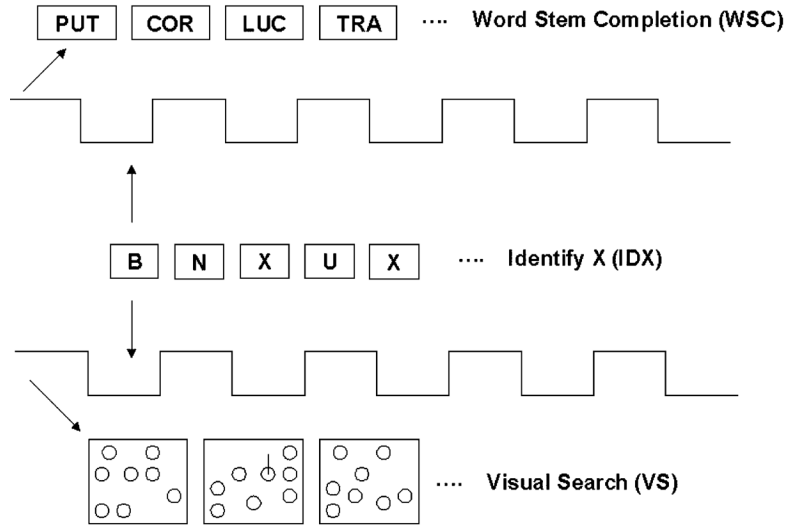 PUT COR LUC TRA .... Word Stem Completion (WSC)
B N X U X .... Identify X (IDX)
.... Visual Search (VS)